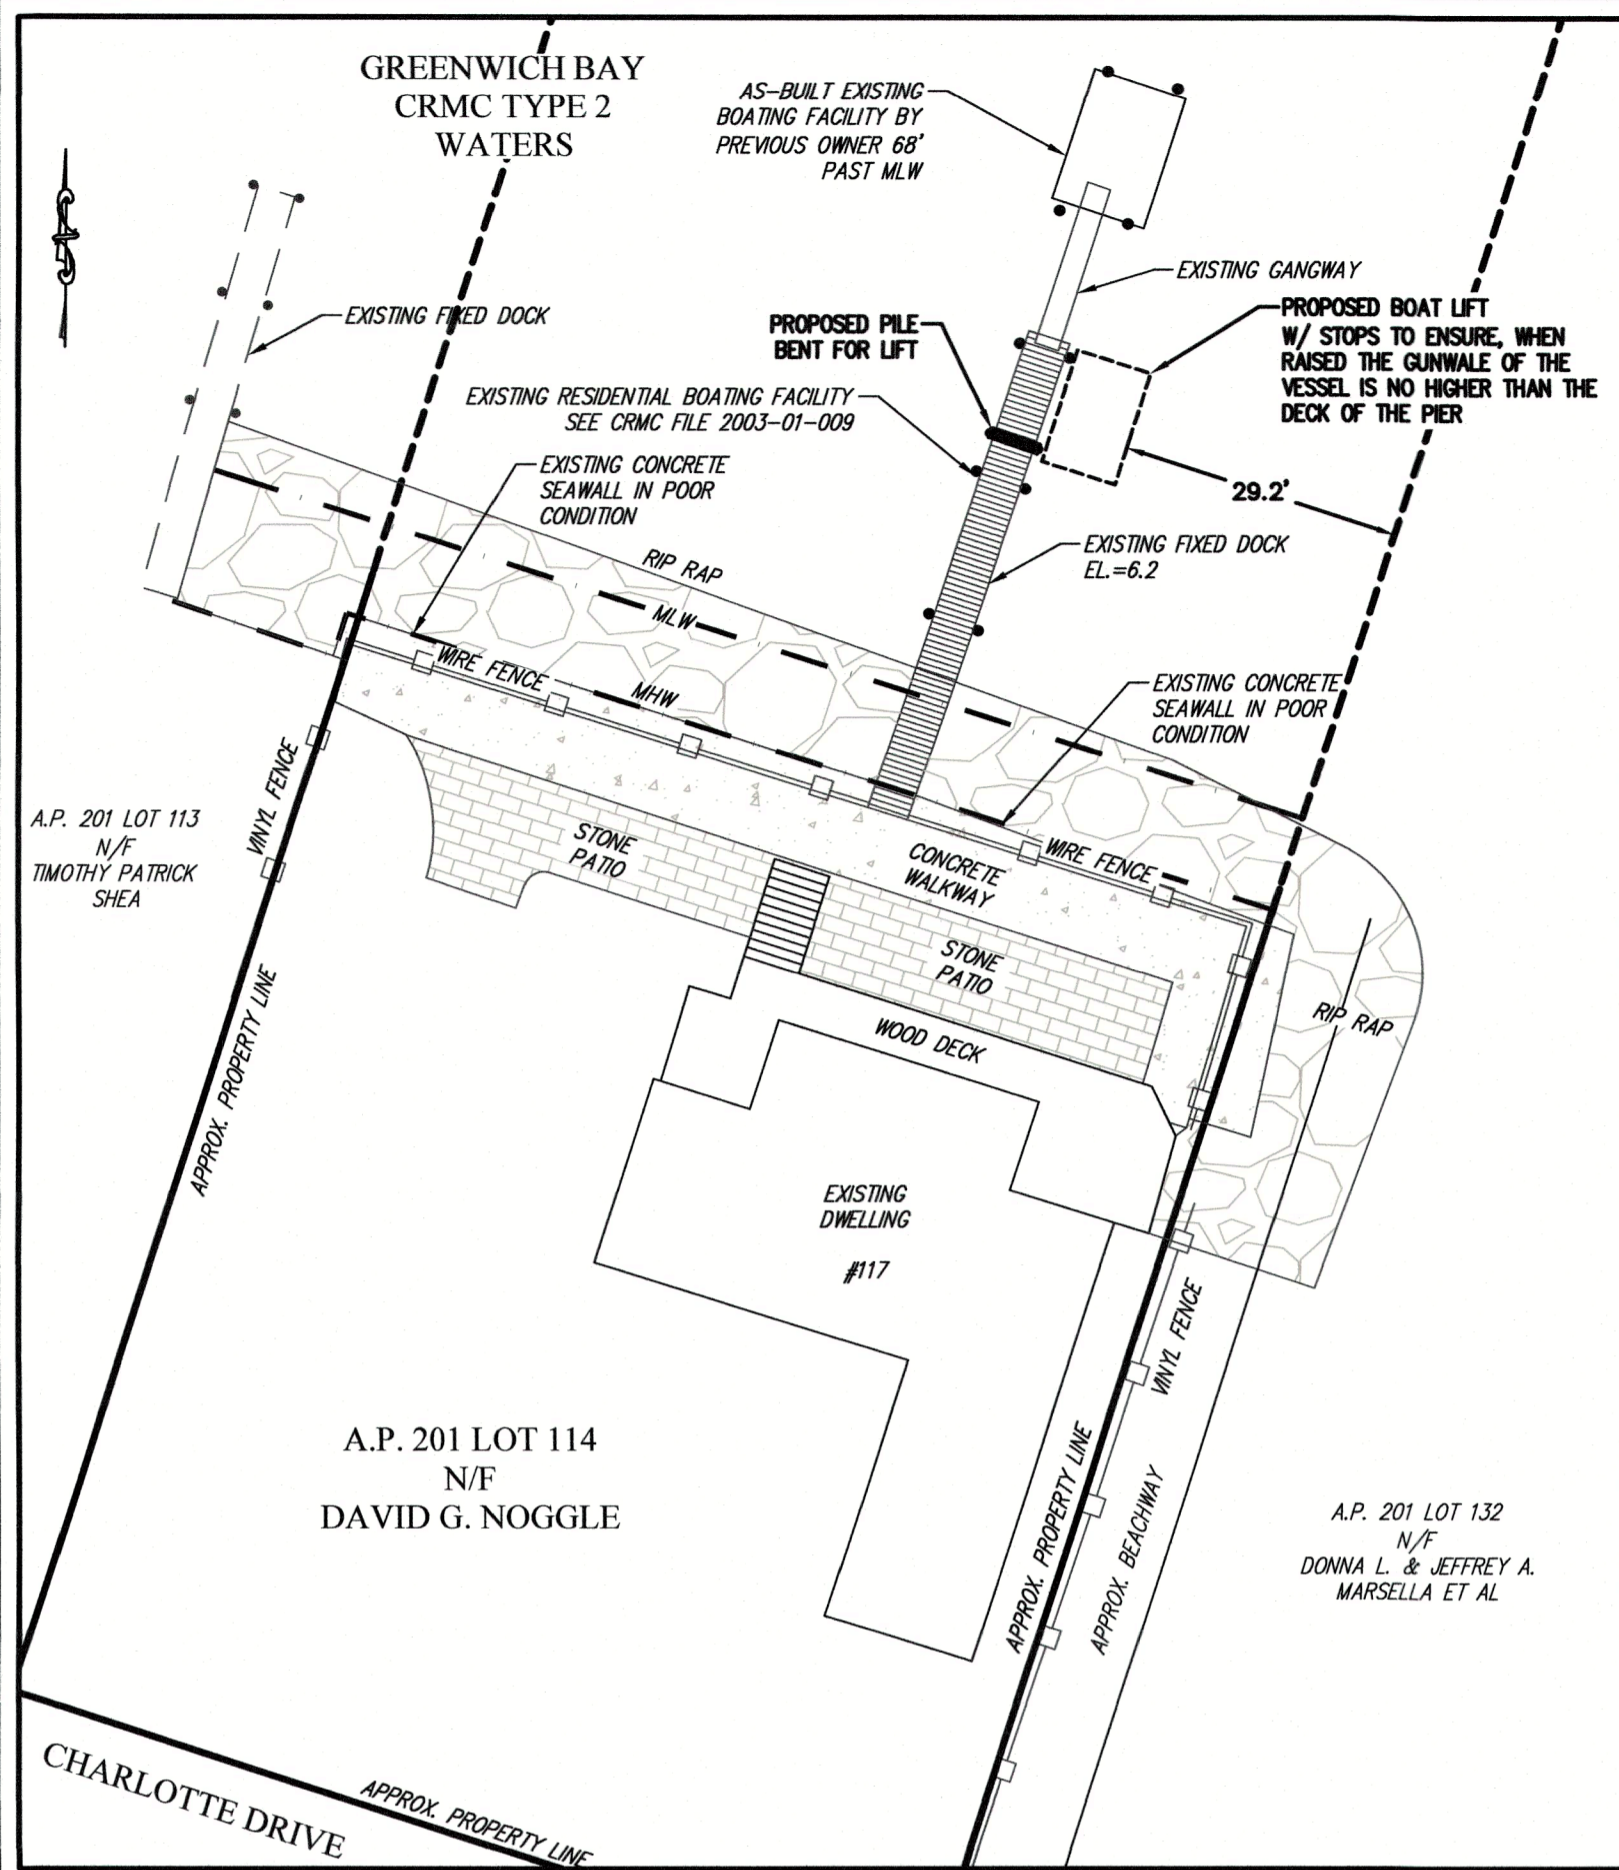 GREENWICH BAY
CRMC TYPE 2
WATERS
AS-BUILT EXISTING
BOATING FACILITY BY
PREVIOUS OWNER 68'
PAST MLW
EXISTING GANGWAY
EXISTING FIXED DOCK
PROPOSED PILE
BENT FOR LIFT
PROPOSED BOAT LIFT
W/ STOPS TO ENSURE, WHEN
RAISED THE GUNWALE OF THE
VESSEL IS NO HIGHER THAN THE
DECK OF THE PIER
EXISTING RESIDENTIAL BOATING FACILITY
SEE CRMC FILE 2003-01-009
EXISTING CONCRETE
SEAWALL IN POOR
CONDITION
29.2'
EXISTING FIXED DOCK
EL.=6.2
RIP RAP
MLW
WIRE FENCE
MHW
EXISTING CONCRETE
SEAWALL IN POOR
CONDITION
VINYL FENCE
A.P. 201 LOT 113
N/F
TIMOTHY PATRICK
SHEA
STONE
PATIO
CONCRETE
WALKWAY
WIRE FENCE
STONE
PATIO
RIP RAP
WOOD DECK
APPROX. PROPERTY LINE
EXISTING
DWELLING
#117
VINYL FENCE
A.P. 201 LOT 114
N/F
DAVID G. NOGGLE
APPROX. PROPERTY LINE
APPROX. BEACHWAY
A.P. 201 LOT 132
N/F
DONNA L. & JEFFREY A.
MARSELLA ET AL
CHARLOTTE DRIVE
APPROX. PROPERTY LINE